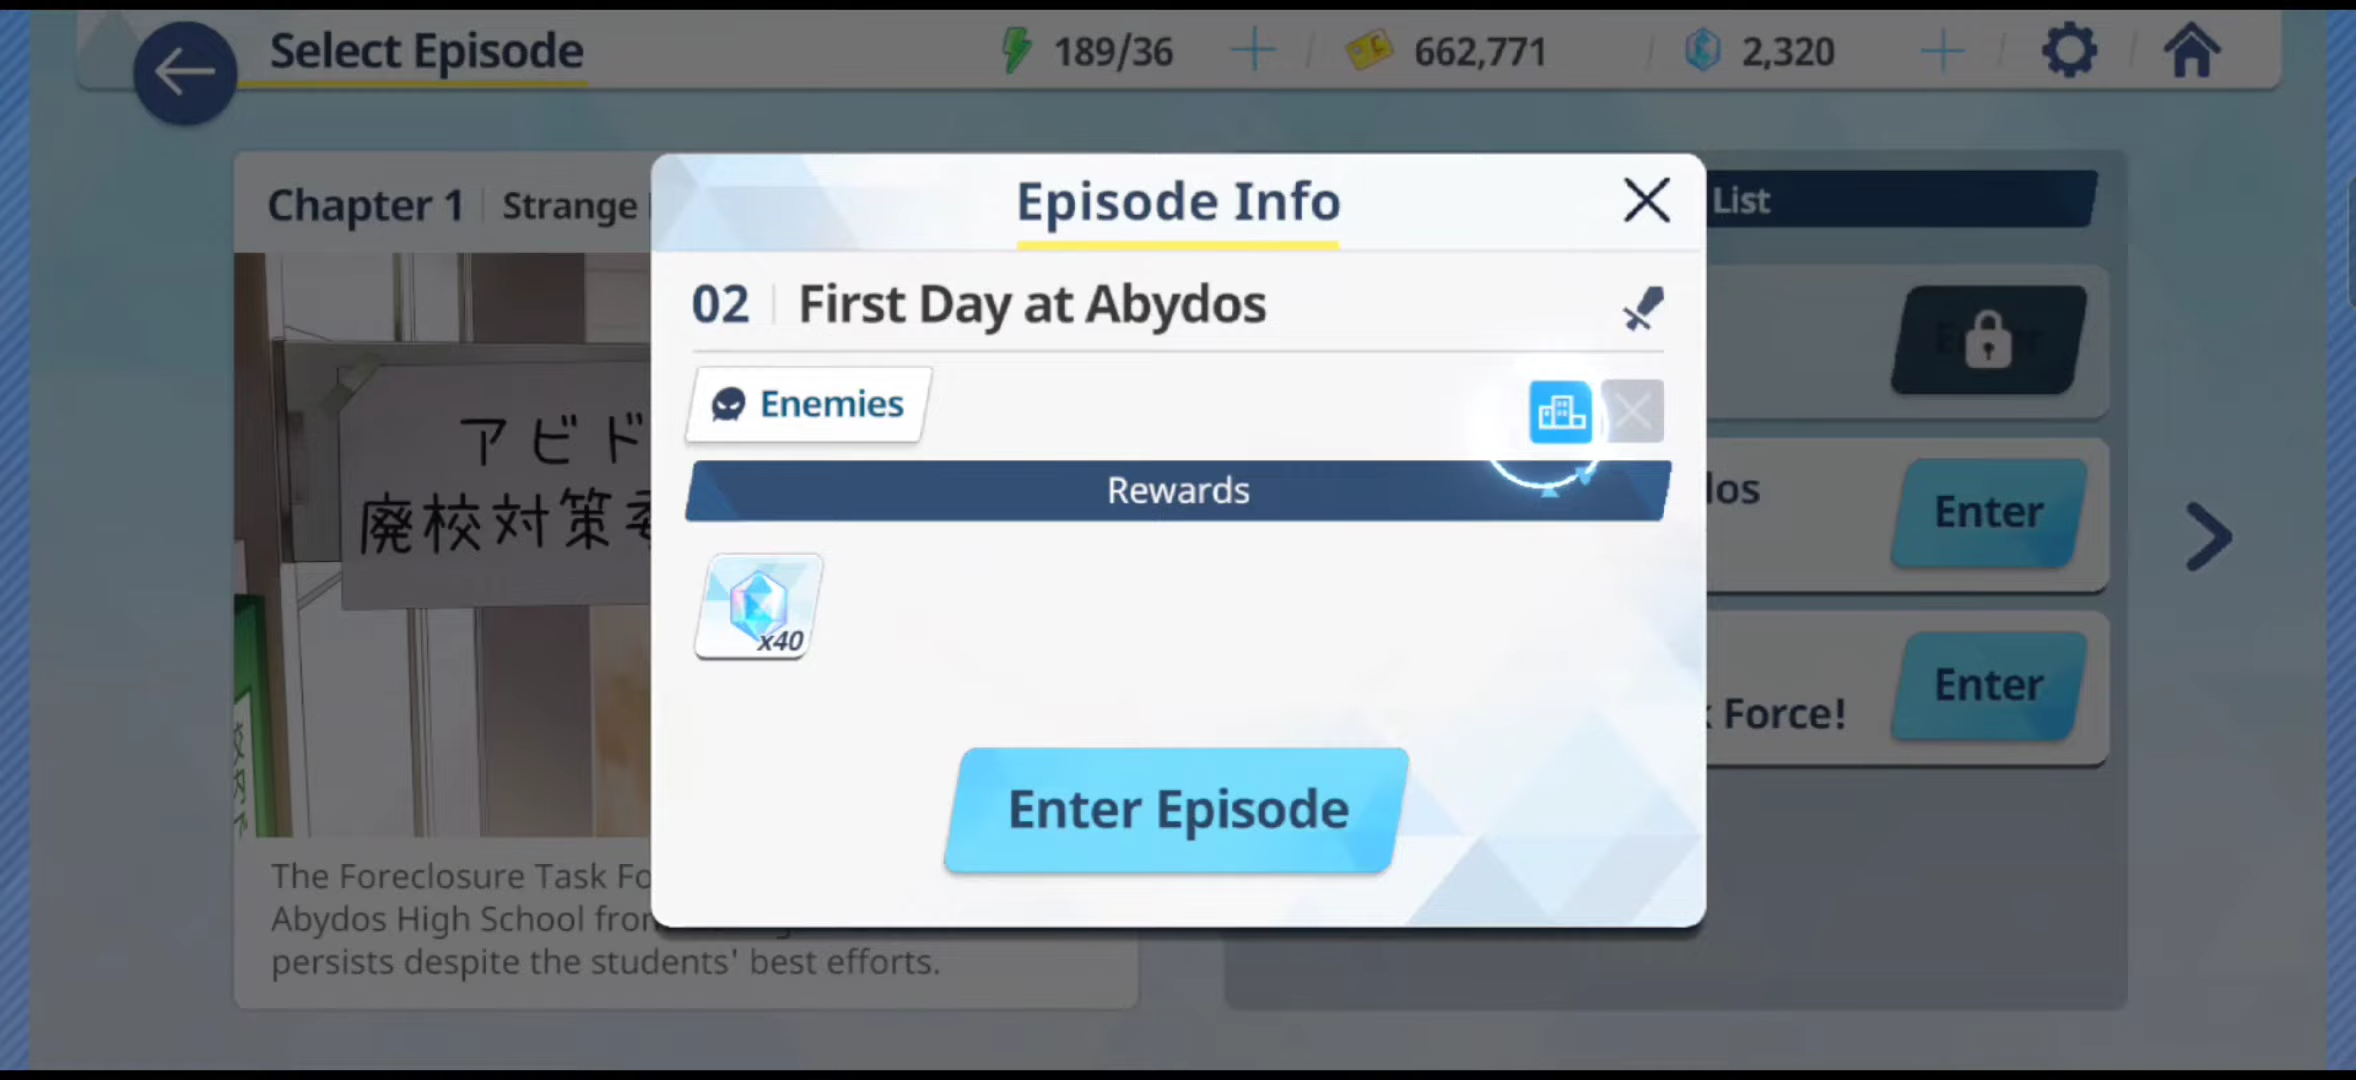 Select Episode
189/36
662,771
2,320
Chapter 1
Strange
アビド
廃校対策
The Foreclosure Task Fo
Abydos High School from
persists despite the students' best efforts.
Episode Info
02 First Day at Abydos
Enemies
Rewards
x40
Enter Episode
List
Enter
Enter
Force!